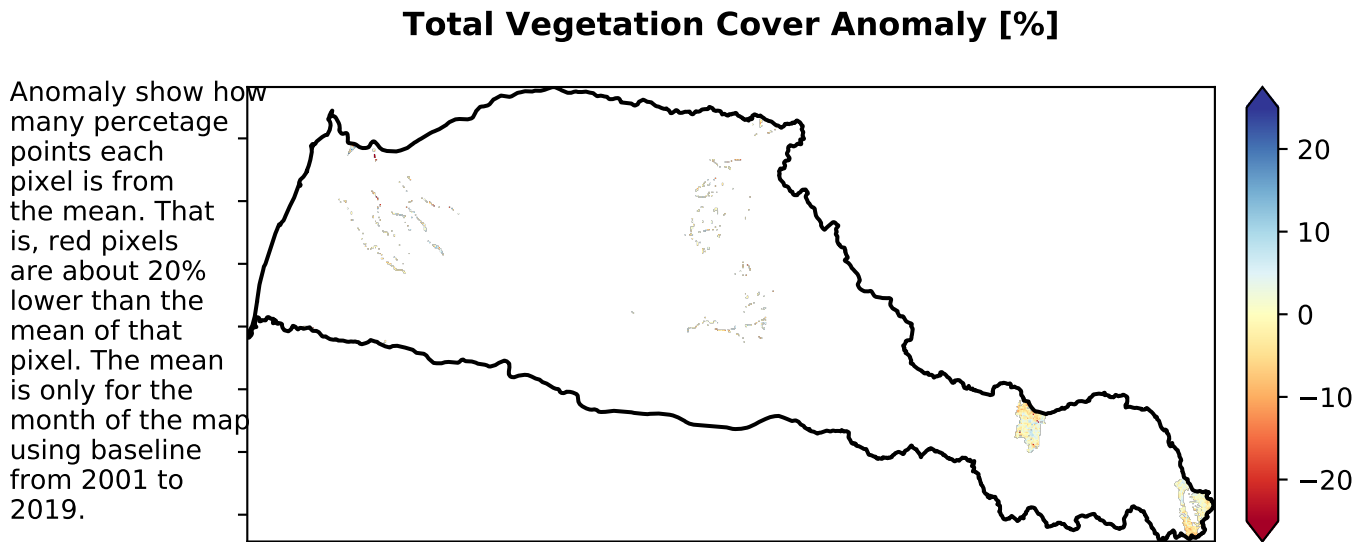 Total Vegetation Cover Anomaly [%]
Anomaly show how
many percetage
points each
pixel is from
the mean. That
is, red pixels
are about 20%
lower than the
mean of that
pixel. The mean
is only for the
month of the map
using baseline
from 2001 to
2019.
20
10
0
−10
−20